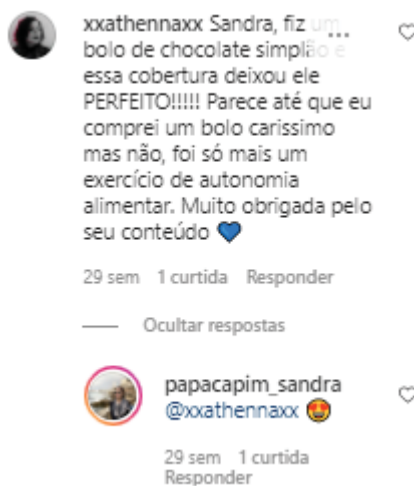 xxathennaxx Sandra, fiz um ...
bolo de chocolate simplão e
essa cobertura deixou ele
PERFEITO!!!!! Parece até que eu
comprei um bolo carissimo
mas não, foi só mais um
exercício de autonomia
alimentar. Muito obrigada pelo
seu conteúdo 💙
29 sem 1 curtida Responder
Ocultar respostas
papacapim_sandra
@xxathennaxx 🤩
29 sem 1 curtida
Responder